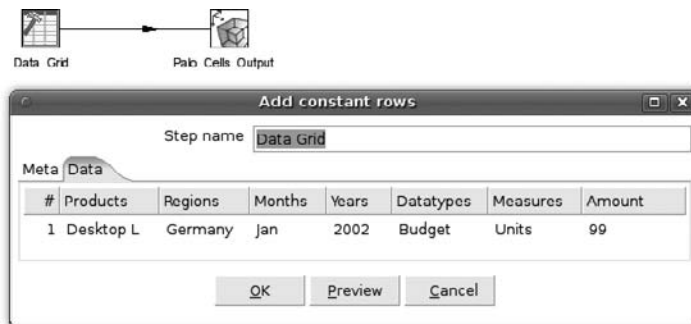 Data Grid Palo Cells Output
Add constant rows
Step name Data Grid
Meta Data
# Products Regions Months Years Datatypes Measures Amount
1 Desktop L Germany Jan 2002 Budget Units 99
OK Preview Cancel